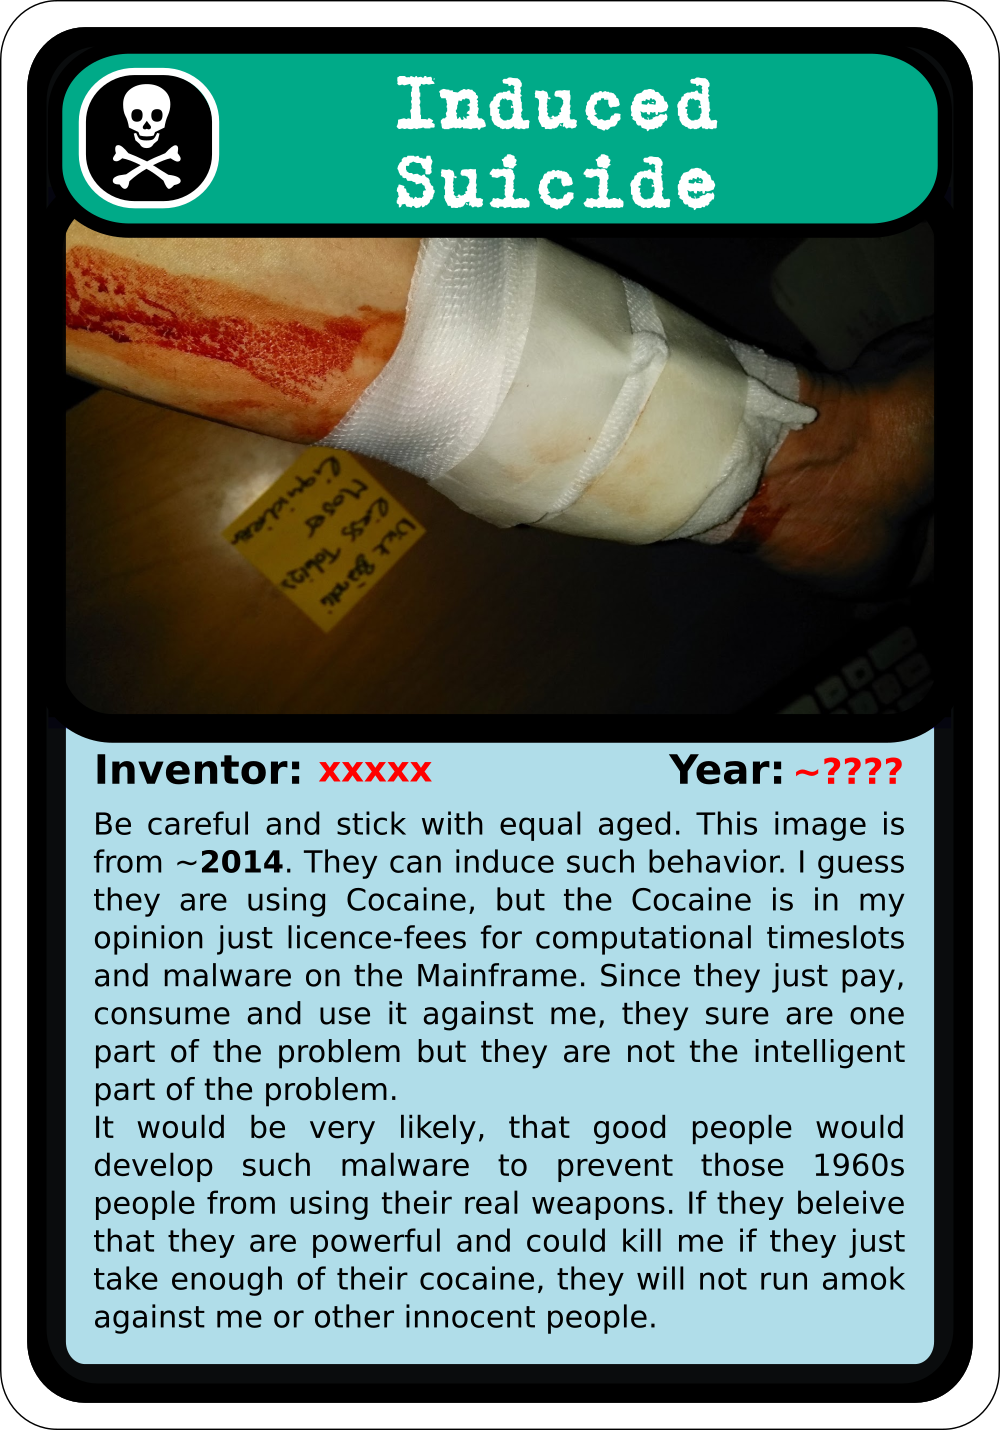 Induced
Suicide
Inventor: xxxxx
Year: ~????
Be careful and stick with equal aged. This image is
from ~2014. They can induce such behavior. I guess
they are using Cocaine, but the Cocaine is in my
opinion just licence-fees for computational timeslots
and malware on the Mainframe. Since they just pay,
consume and use it against me, they sure are one
part of the problem but they are not the intelligent
part of the problem.
It would be very likely, that good people would
develop such malware to prevent those 1960s
people from using their real weapons. If they beleive
that they are powerful and could kill me if they just
take enough of their cocaine, they will not run amok
against me or other innocent people.